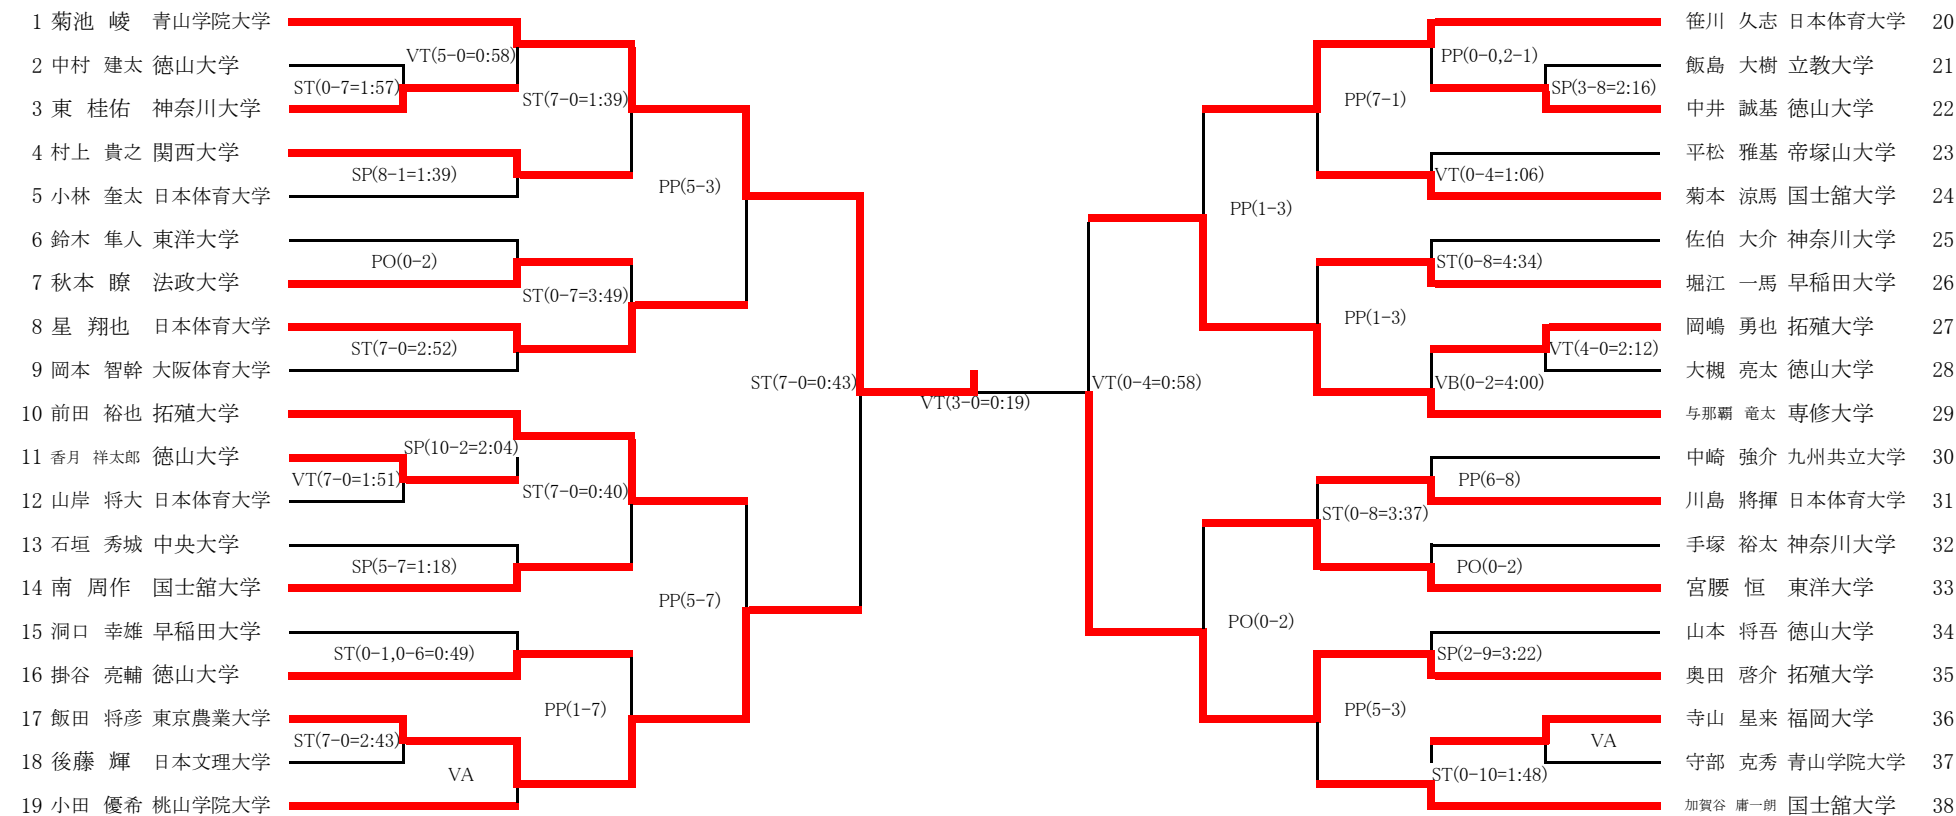 1 菊池 崚 青山学院大学
2 中村 建太 徳山大学
3 東 桂佑 神奈川大学
4 村上 貴之 関西大学
5 小林 奎太 日本体育大学
6 鈴木 隼人 東洋大学
7 秋本 瞭 法政大学
8 星 翔也 日本体育大学
9 岡本 智幹 大阪体育大学
10 前田 裕也 拓殖大学
11 香月 祥太郎 徳山大学
12 山岸 将大 日本体育大学
13 石垣 秀城 中央大学
14 南 周作 国士舘大学
15 洞口 幸雄 早稲田大学
16 掛谷 亮輔 徳山大学
17 飯田 将彦 東京農業大学
18 後藤 輝 日本文理大学
19 小田 優希 桃山学院大学
VT(5-0=0:58)
ST(0-7=1:57)
ST(7-0=1:39)
SP(8-1=1:39)
PP(5-3)
PO(0-2)
ST(0-7=3:49)
ST(7-0=2:52)
ST(7-0=0:43)
SP(10-2=2:04)
VT(7-0=1:51)
ST(7-0=0:40)
SP(5-7=1:18)
PP(5-7)
ST(0-1,0-6=0:49)
PP(1-7)
ST(7-0=2:43)
VA
VT(3-0=0:19)
VT(0-4=0:58)
PP(0-0,2-1)
SP(3-8=2:16)
PP(7-1)
VT(0-4=1:06)
PP(1-3)
ST(0-8=4:34)
PP(1-3)
VT(4-0=2:12)
VB(0-2=4:00)
PP(6-8)
ST(0-8=3:37)
PO(0-2)
PO(0-2)
SP(2-9=3:22)
PP(5-3)
VA
ST(0-10=1:48)
笹川 久志 日本体育大学 20
飯島 大樹 立教大学 21
中井 誠基 徳山大学 22
平松 雅基 帝塚山大学 23
菊本 涼馬 国士舘大学 24
佐伯 大介 神奈川大学 25
堀江 一馬 早稲田大学 26
岡嶋 勇也 拓殖大学 27
大槻 亮太 徳山大学 28
与那覇 竜太 専修大学 29
中崎 強介 九州共立大学 30
川島 將揮 日本体育大学 31
手塚 裕太 神奈川大学 32
宮腰 恒 東洋大学 33
山本 将吾 徳山大学 34
奥田 啓介 拓殖大学 35
寺山 星来 福岡大学 36
守部 克秀 青山学院大学 37
加賀谷 庸一朗 国士舘大学 38